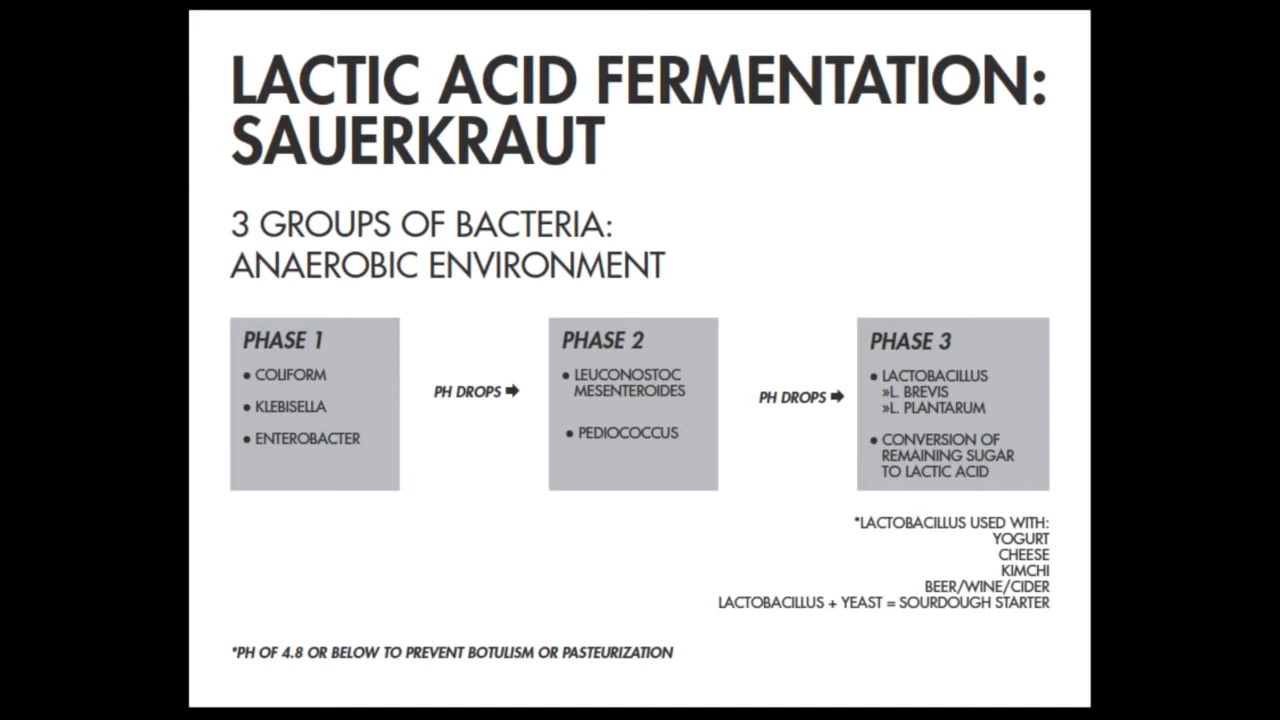 LACTIC ACID FERMENTATION:
SAUERKRAUT
3 GROUPS OF BACTERIA:
ANAEROBIC ENVIRONMENT
PHASE 1
• COLIFORM
• KLEBISELLA
• ENTEROBACTER
PH DROPS ➡
PHASE 2
• LEUCONOSTOC
MESENTEROIDES
• PEDIOCOCCUS
PH DROPS ➡
PHASE 3
• LACTOBACILLUS
»L. BREVIS
»L. PLANTARUM
• CONVERSION OF
REMAINING SUGAR
TO LACTIC ACID
*LACTOBACILLUS USED WITH:
YOGURT
CHEESE
KIMCHI
BEER/WINE/CIDER
LACTOBACILLUS + YEAST = SOURDOUGH STARTER
*PH OF 4.8 OR BELOW TO PREVENT BOTULISM OR PASTEURIZATION